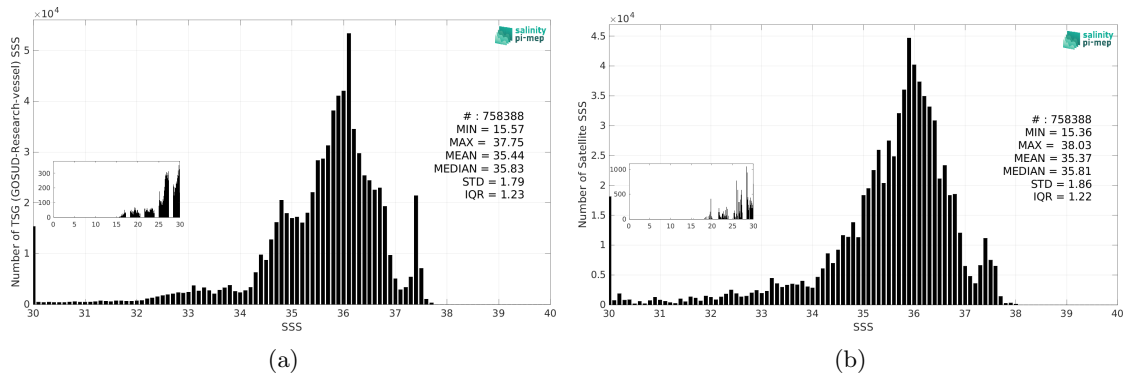 ×10⁴
5
4
3
2
1
0
Number of TSG (GOSUD-Research-vessel) SSS
salinity
pi-mep
# : 758388
MIN = 15.57
MAX = 37.75
MEAN = 35.44
MEDIAN = 35.83
STD = 1.79
IQR = 1.23
300
200
100
0
0 5 10 15 20 25 30
30 31 32 33 34 35 36 37 38 39 40
SSS
(a)
×10⁴
4.5
4
3.5
3
2.5
2
1.5
1
0.5
0
Number of Satellite SSS
salinity
pi-mep
# : 758388
MIN = 15.36
MAX = 38.03
MEAN = 35.37
MEDIAN = 35.81
STD = 1.86
IQR = 1.22
1000
500
0
0 5 10 15 20 25 30
30 31 32 33 34 35 36 37 38 39 40
SSS
(b)